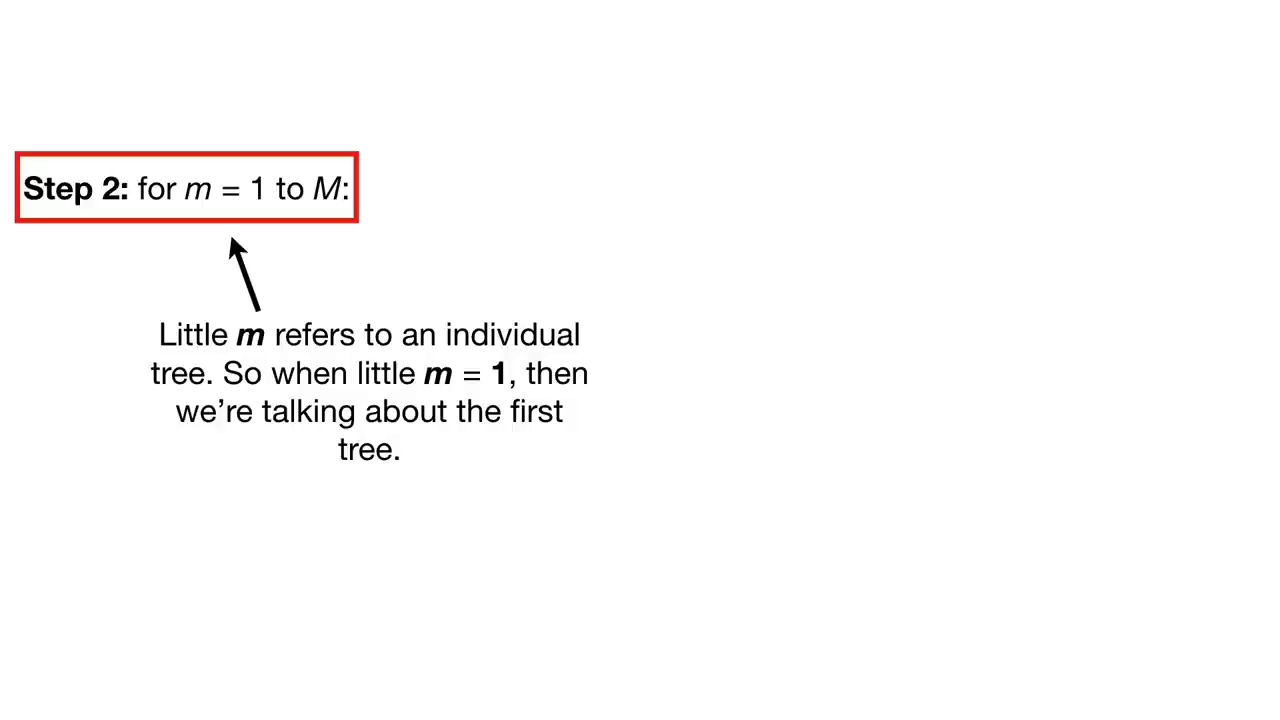 Step 2: for m = 1 to M:
Little m refers to an individual
tree. So when little m = 1, then
we’re talking about the first
tree.